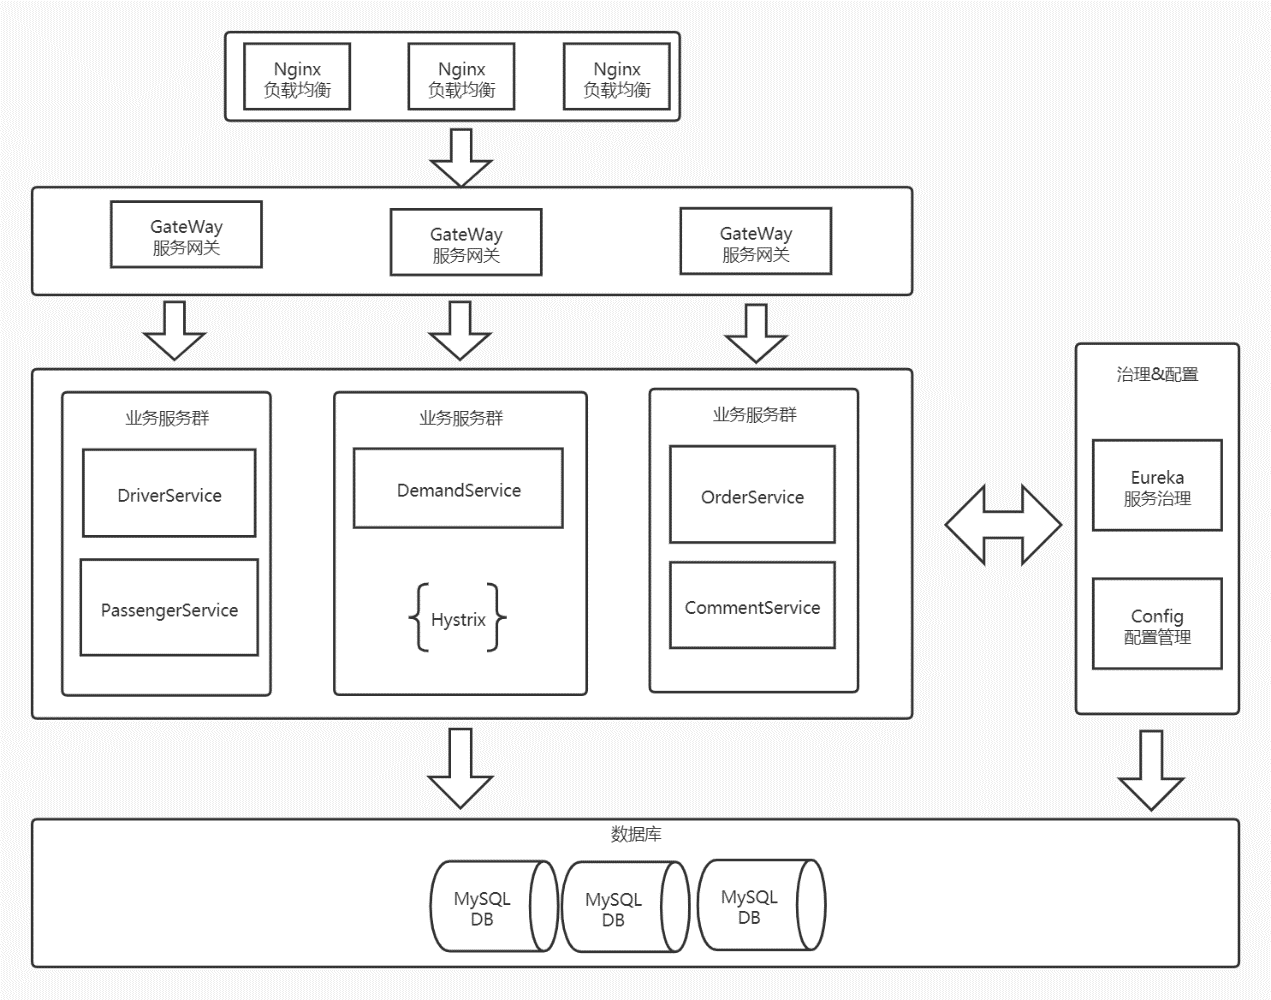 Nginx
负载均衡
Nginx
负载均衡
Nginx
负载均衡
GateWay
服务网关
GateWay
服务网关
GateWay
服务网关
业务服务群
DriverService
PassengerService
业务服务群
DemandService
Hystrix
业务服务群
OrderService
CommentService
治理&配置
Eureka
服务治理
Config
配置管理
数据库
MySQL
DB
MySQL
DB
MySQL
DB